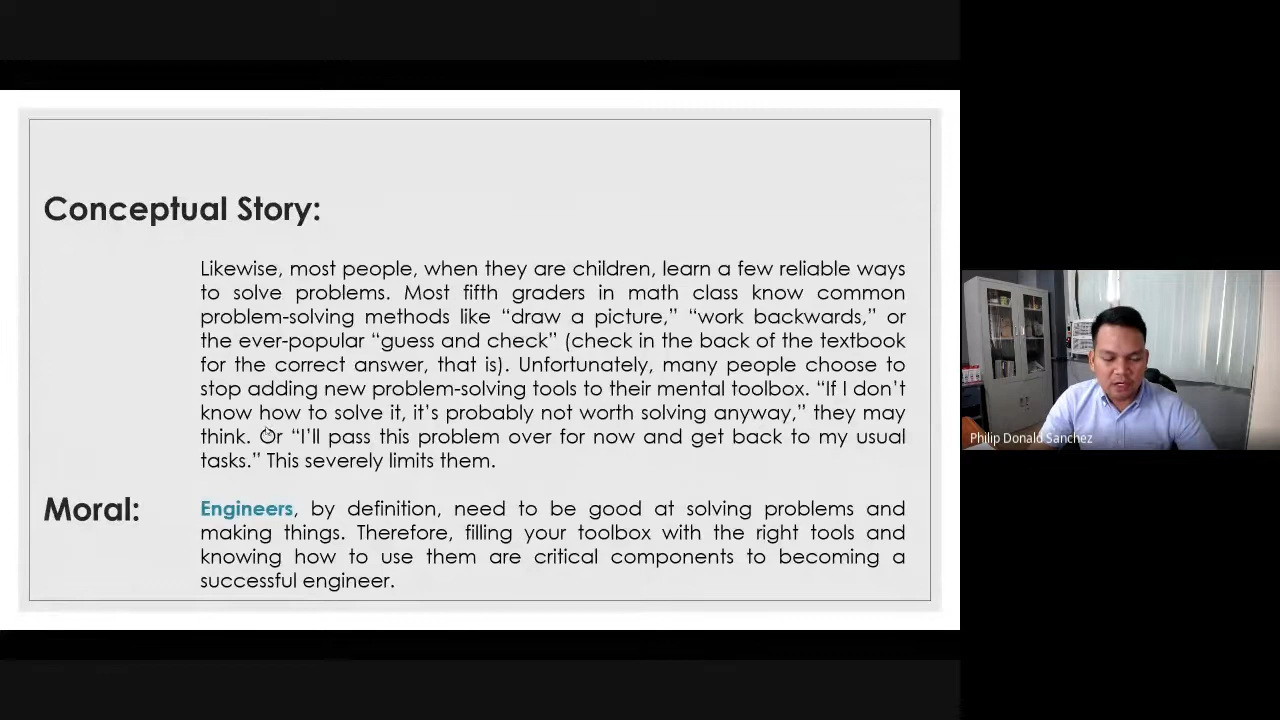 Conceptual Story:
Likewise, most people, when they are children, learn a few reliable ways
to solve problems. Most fifth graders in math class know common
problem-solving methods like “draw a picture,” “work backwards,” or
the ever-popular “guess and check” (check in the back of the textbook
for the correct answer, that is). Unfortunately, many people choose to
stop adding new problem-solving tools to their mental toolbox. “If I don’t
know how to solve it, it’s probably not worth solving anyway,” they may
think. Or “I’ll pass this problem over for now and get back to my usual
tasks.” This severely limits them.
Moral:
Engineers, by definition, need to be good at solving problems and
making things. Therefore, filling your toolbox with the right tools and
knowing how to use them are critical components to becoming a
successful engineer.
Philip Donald Sanchez